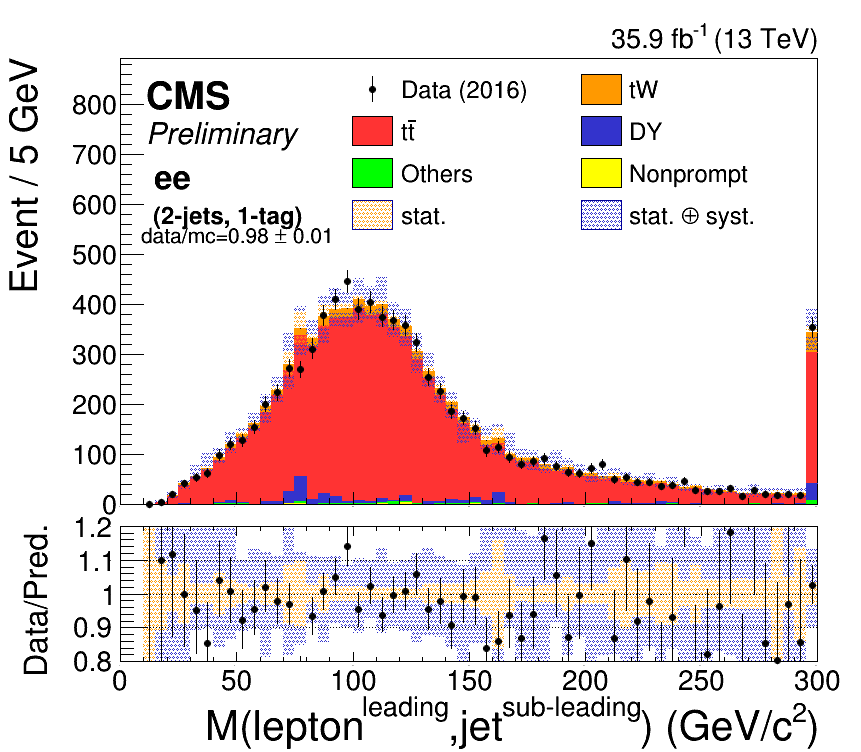 35.9 fb⁻¹ (13 TeV)
Event / 5 GeV
CMS
Preliminary
ee
(2-jets, 1-tag)
data/mc=0.98 ± 0.01
Data (2016)
tW
tt̄
DY
Others
Nonprompt
stat.
stat. ⊕ syst.
800
700
600
500
400
300
200
100
0
Data/Pred.
1.2
1.1
1
0.9
0.8
0 50 100 150 200 250 300
M(lepton^leading,jet^sub-leading) (GeV/c²)